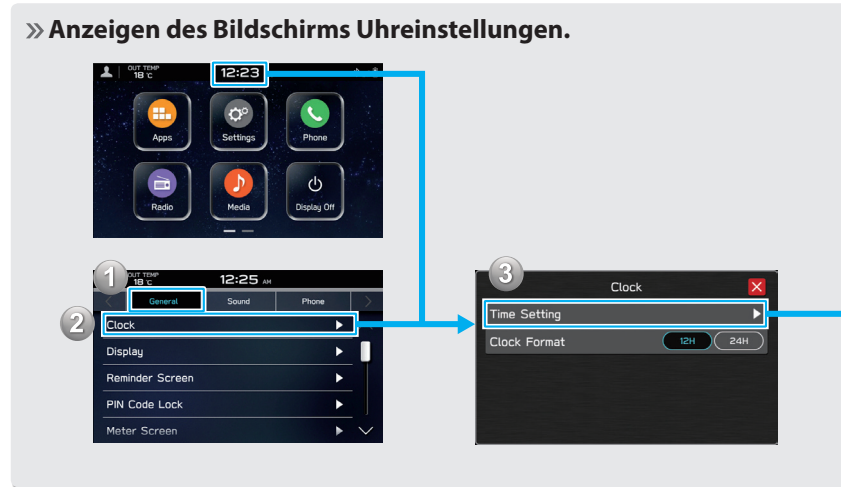 » Anzeigen des Bildschirms Uhreinstellungen.
OUT TEMP
18 °C
12:23
Apps
Settings
Phone
Radio
Media
Display Off
1
OUT TEMP
18 °C
12:25 AM
General
Sound
Phone
2
Clock
Display
Reminder Screen
PIN Code Lock
Meter Screen
3
Clock
Time Setting
Clock Format
12H
24H